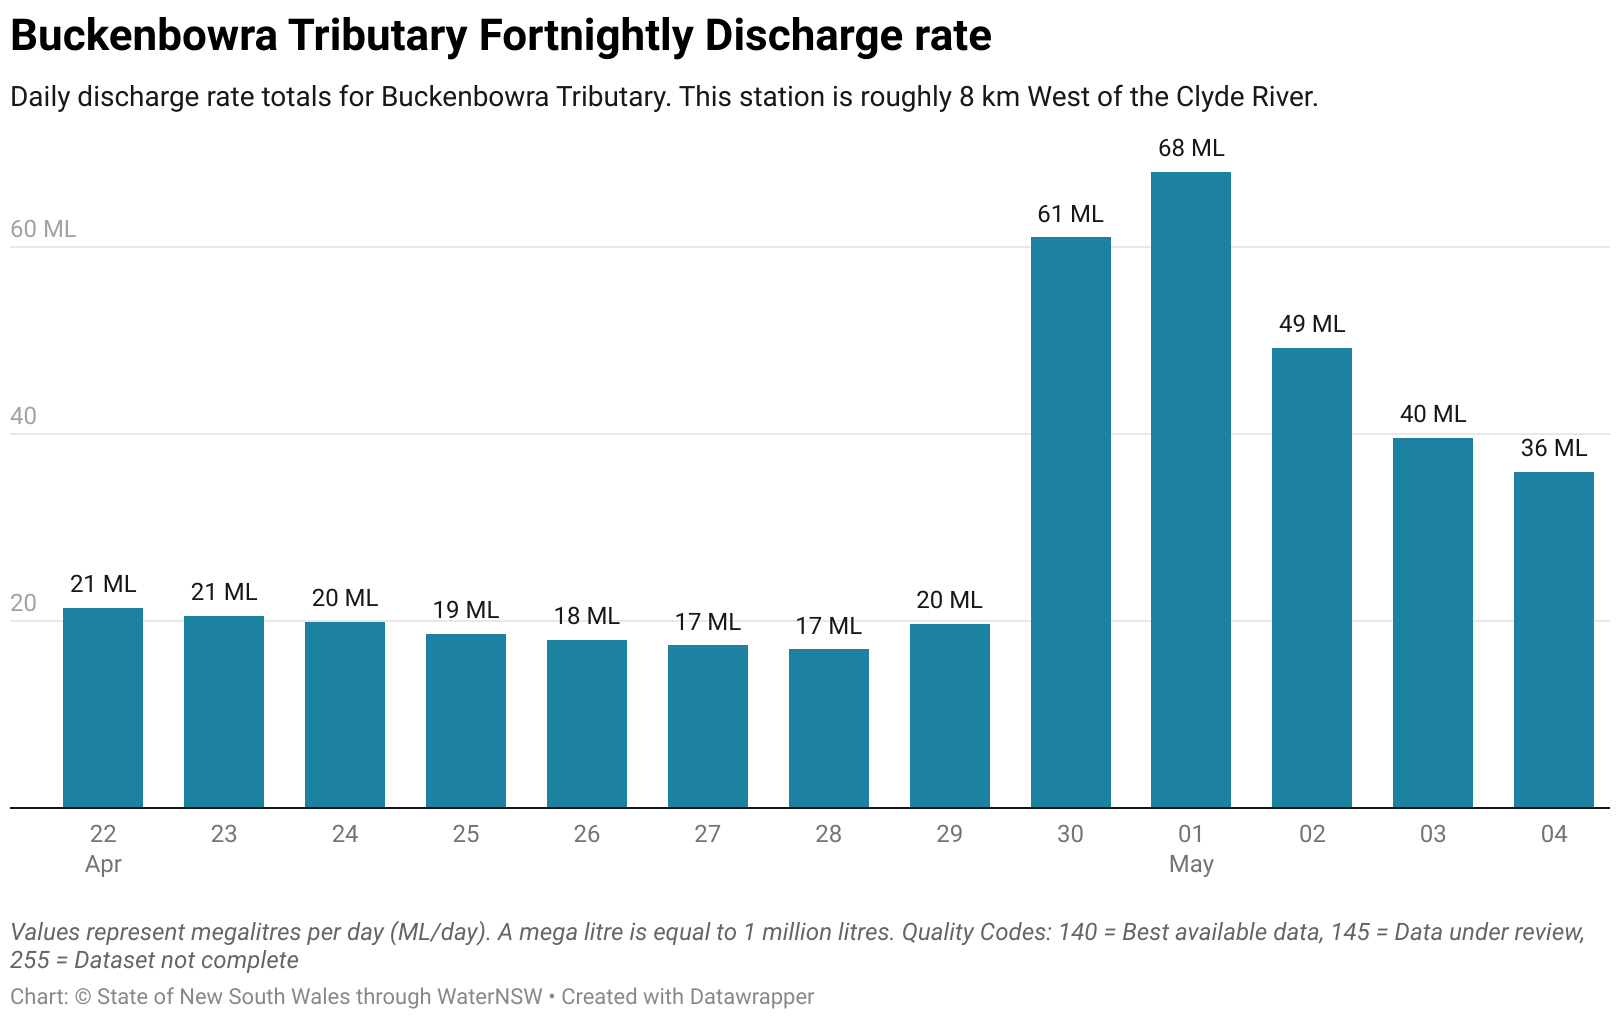 Buckenbowra Tributary Fortnightly Discharge rate
Daily discharge rate totals for Buckenbowra Tributary. This station is roughly 8 km West of the Clyde River.
60 ML
40
20
21 ML
21 ML
20 ML
19 ML
18 ML
17 ML
17 ML
20 ML
61 ML
68 ML
49 ML
40 ML
36 ML
22
Apr
23
24
25
26
27
28
29
30
01
May
02
03
04
Values represent megalitres per day (ML/day). A mega litre is equal to 1 million litres. Quality Codes: 140 = Best available data, 145 = Data under review,
255 = Dataset not complete
Chart: © State of New South Wales through WaterNSW • Created with Datawrapper